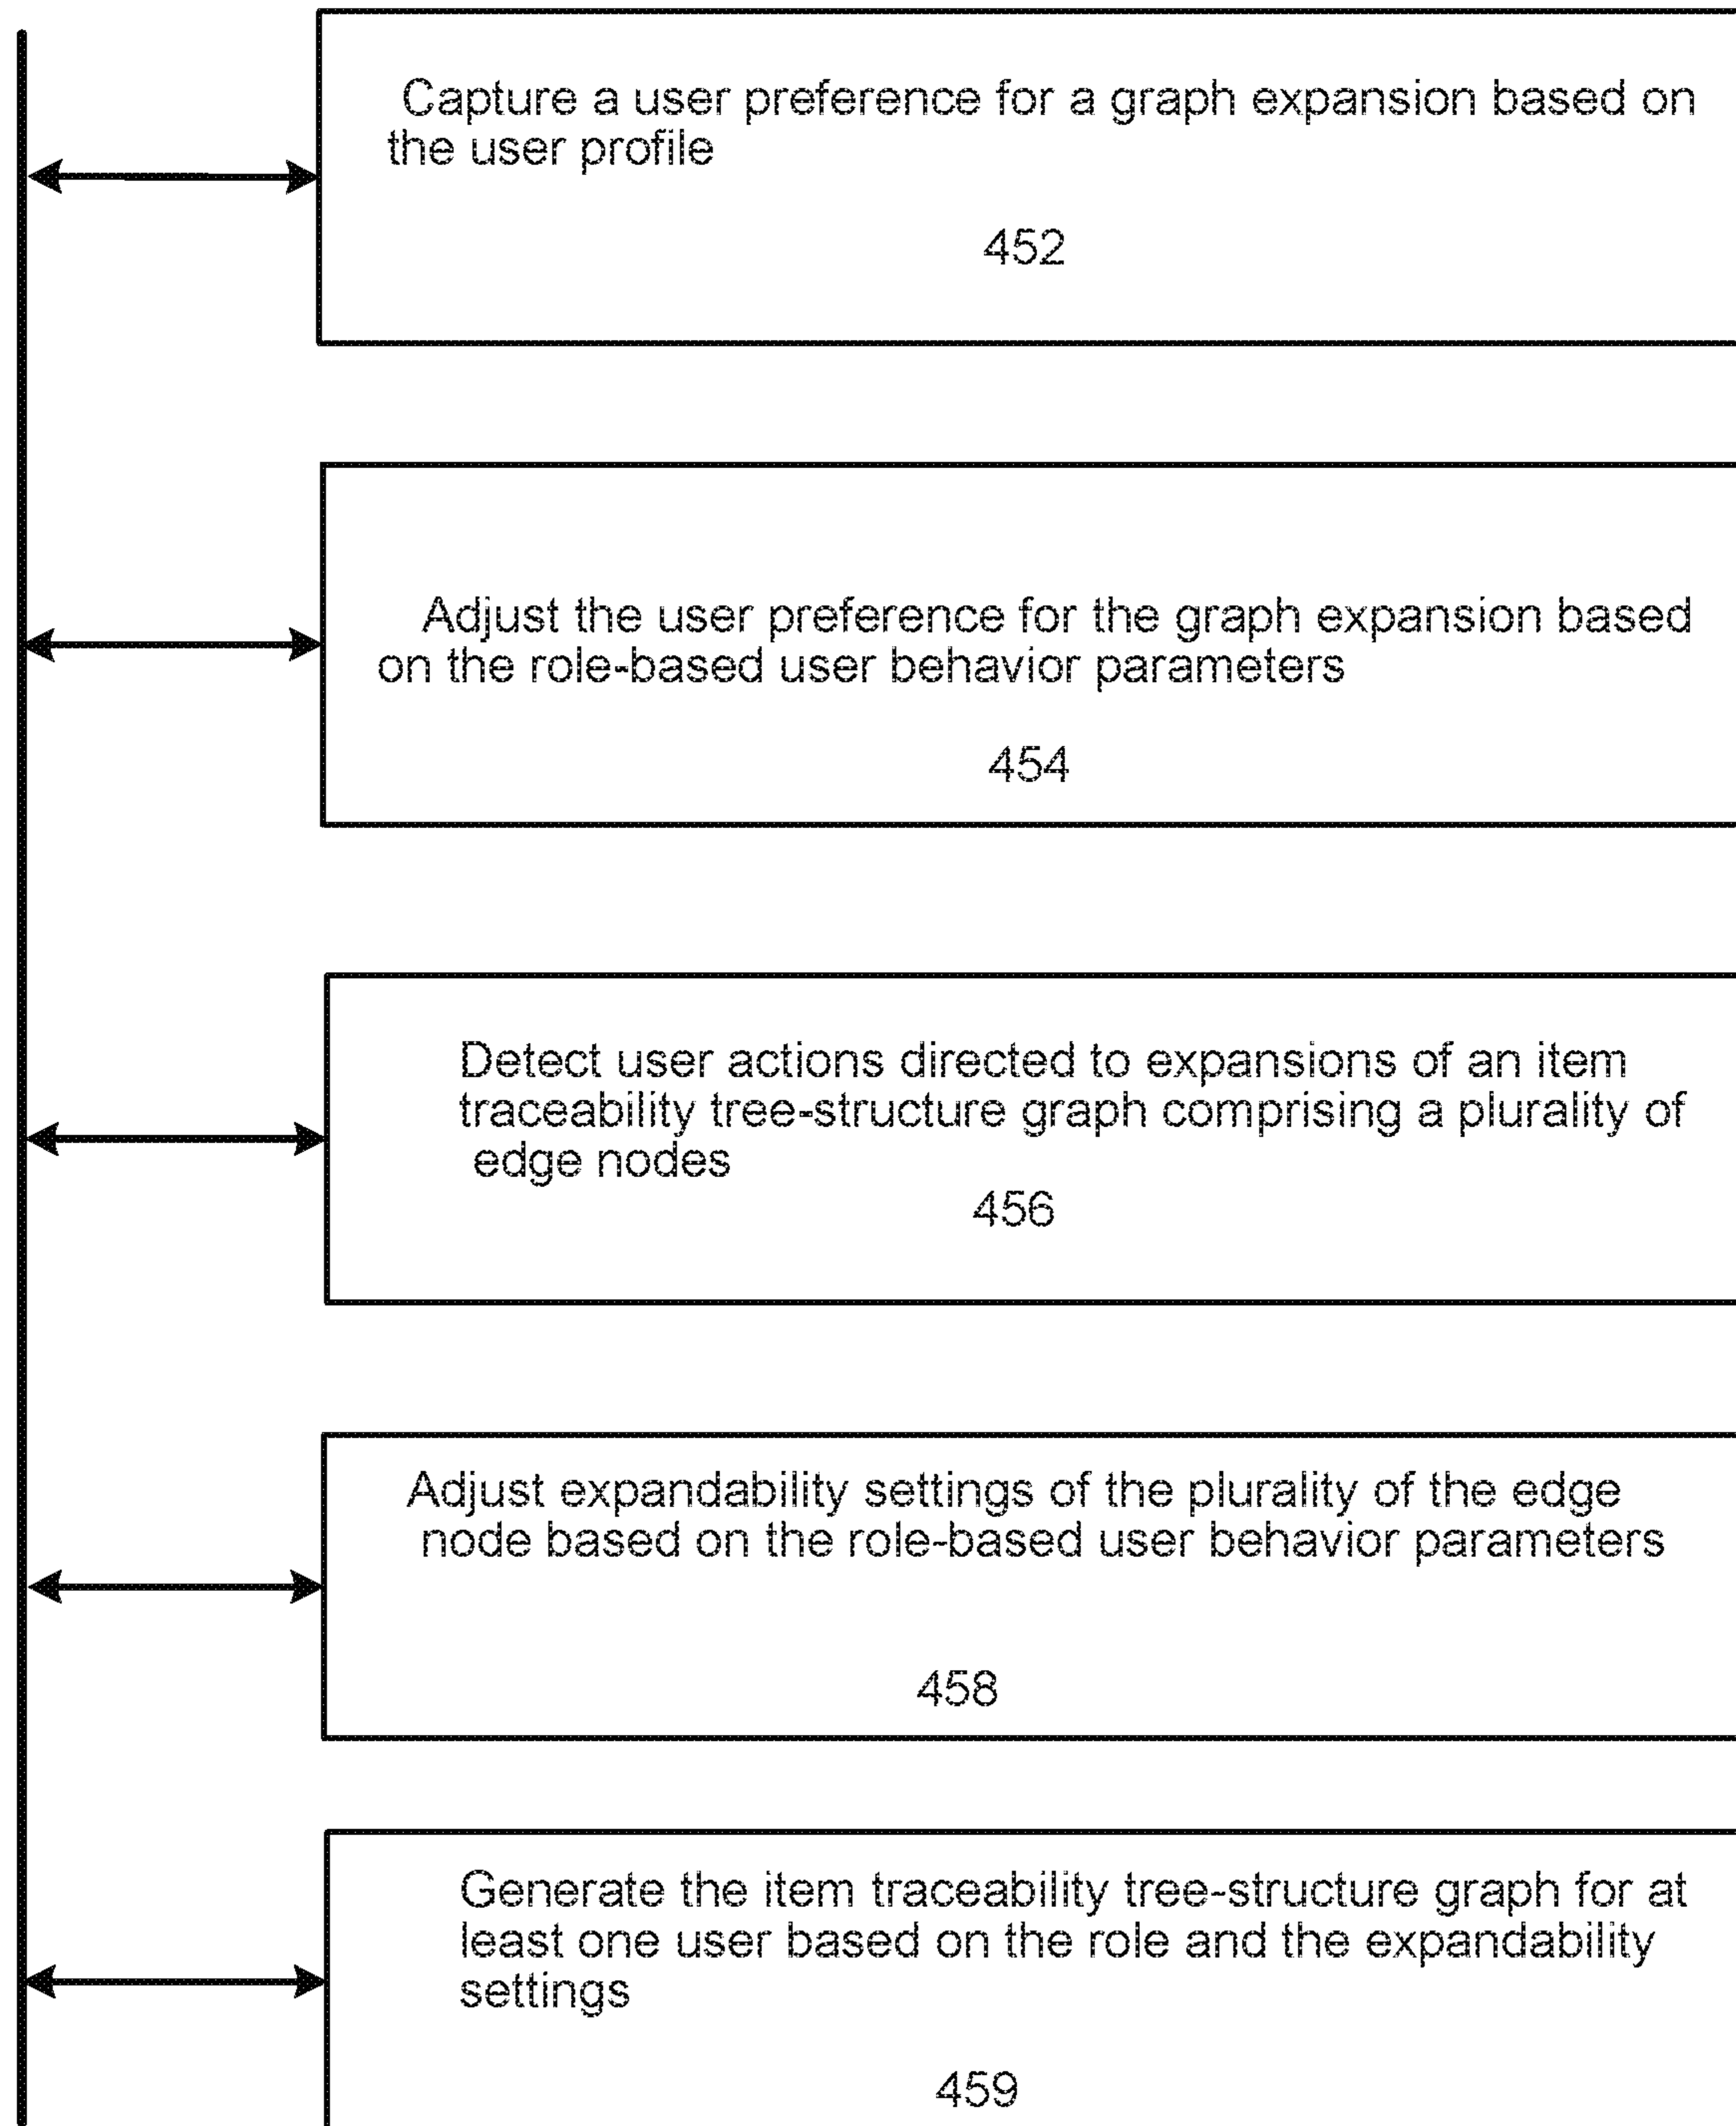 Capture a user preference for a graph expansion based on
the user profile
452
Adjust the user preference for the graph expansion based
on the role-based user behavior parameters
454
Detect user actions directed to expansions of an item
traceability tree-structure graph comprising a plurality of
edge nodes
456
Adjust expandability settings of the plurality of the edge
node based on the role-based user behavior parameters
458
Generate the item traceability tree-structure graph for at
least one user based on the role and the expandability
settings
459